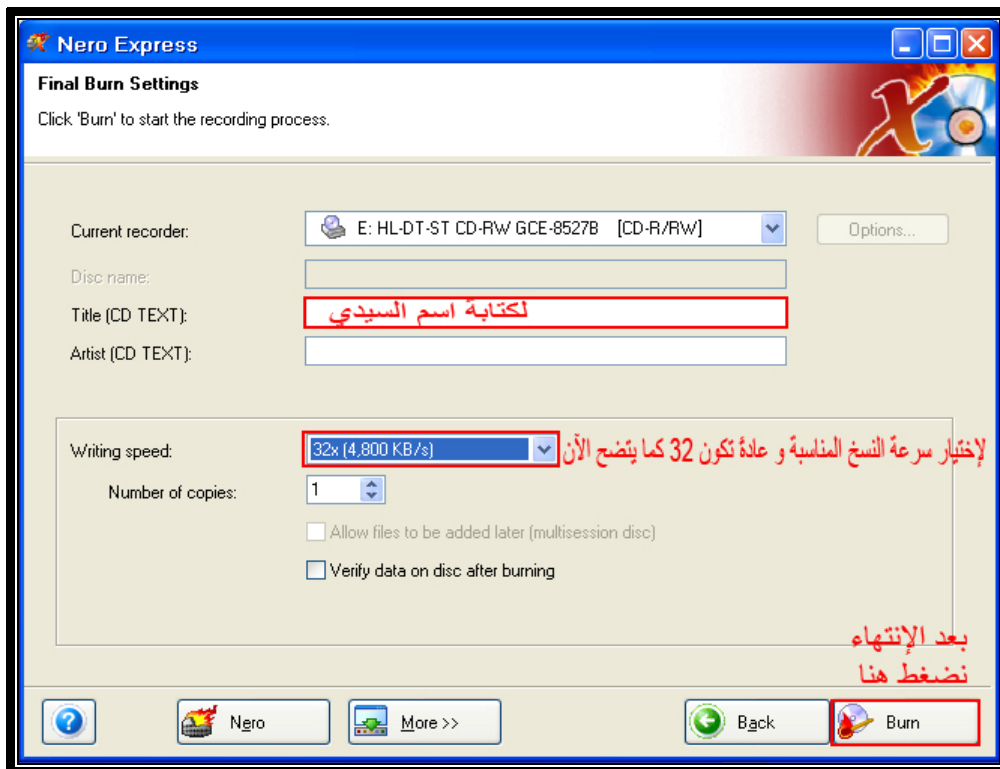 Nero Express
Final Burn Settings
Click 'Burn' to start the recording process.
Current recorder:
E: HL-DT-ST CD-RW GCE-8527B [CD-R/RW]
Options...
Disc name:
Title (CD TEXT):
لكتابة اسم السيدي
Artist (CD TEXT):
Writing speed:
32x (4,800 KB/s)
لإختيار سرعة النسخ المناسبة و عادةً تكون 32 كما يتضح الآن
Number of copies:
1
Allow files to be added later (multisession disc)
Verify data on disc after burning
بعد الإنتهاء
نضغط هنا
Nero
More >>
Back
Burn